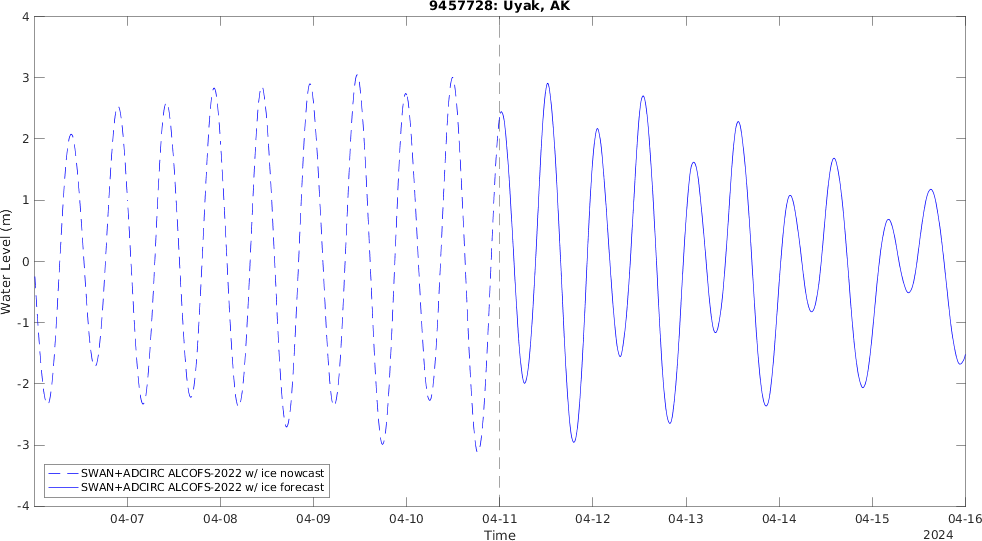 9457728: Uyak, AK
4
3
2
1
0
-1
-2
-3
-4
Water Level (m)
SWAN+ADCIRC ALCOFS-2022 w/ ice nowcast
SWAN+ADCIRC ALCOFS-2022 w/ ice forecast
04-07 04-08 04-09 04-10 04-11 04-12 04-13 04-14 04-15 04-16
Time
2024